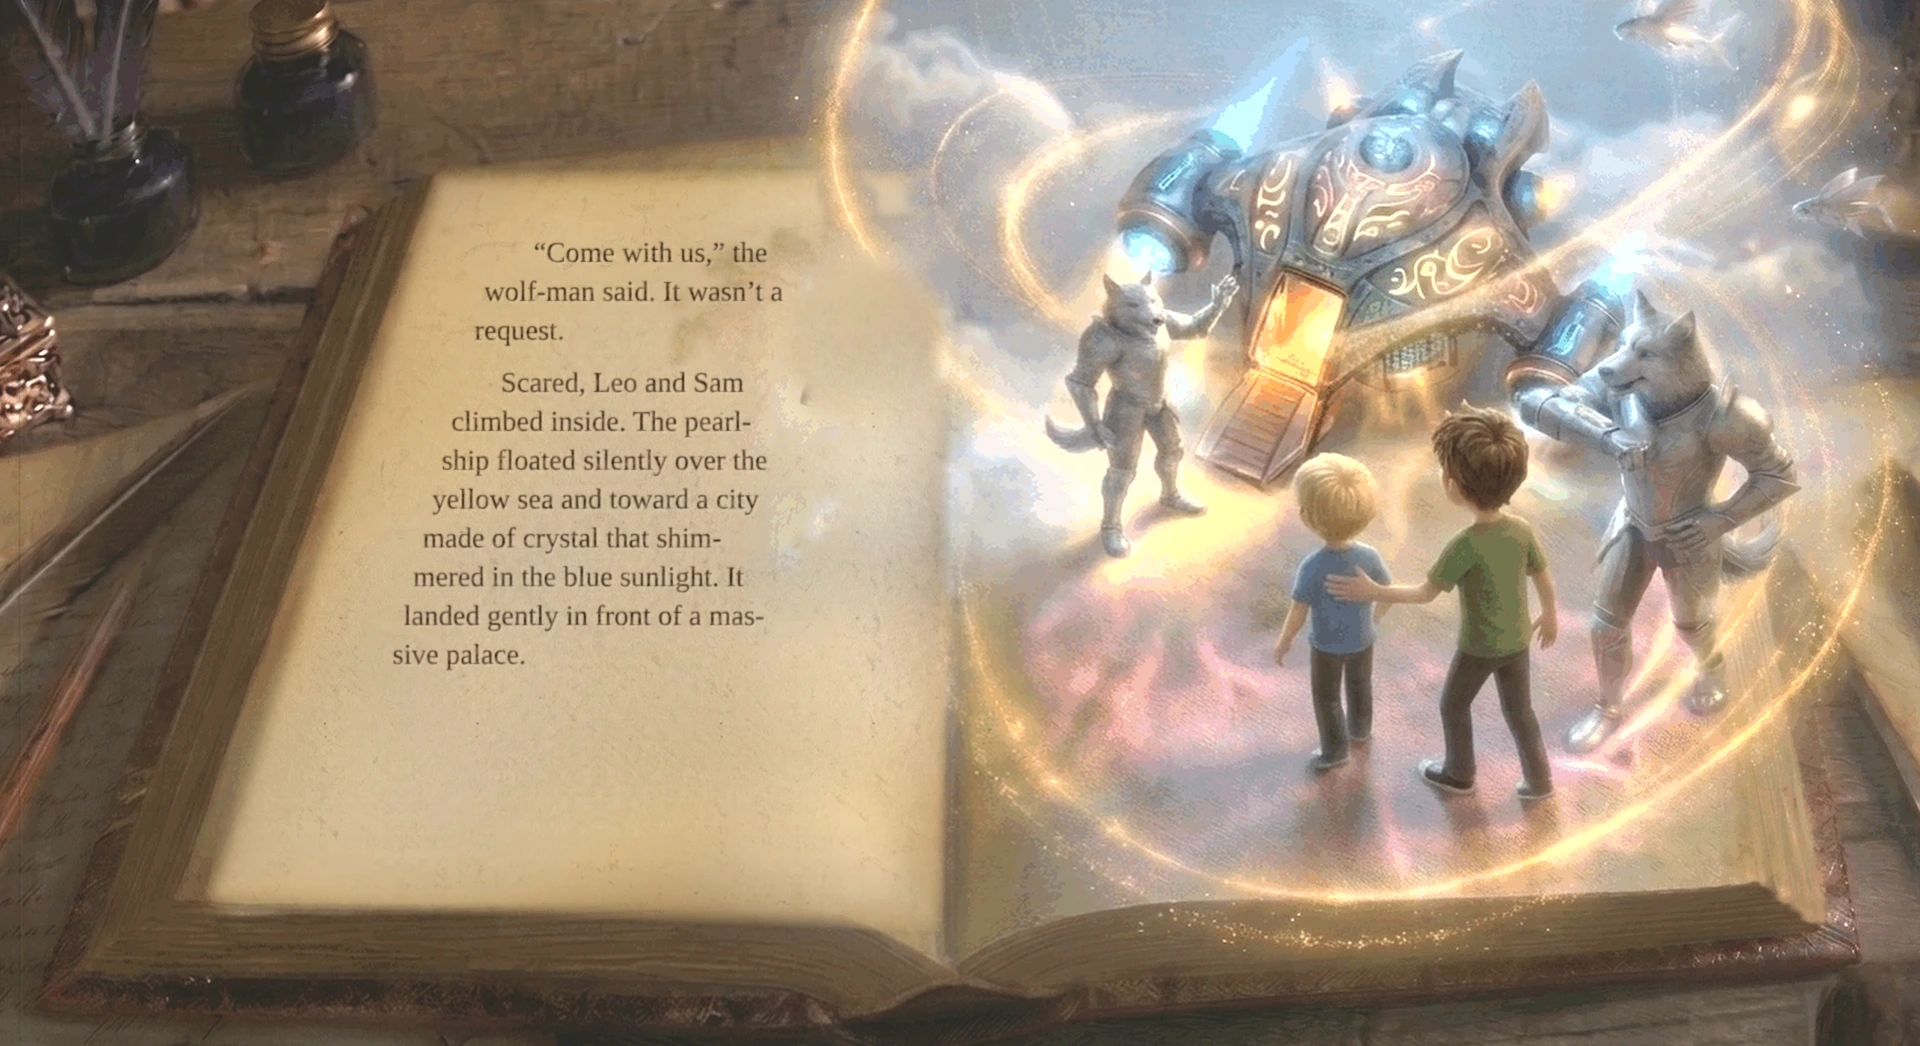 “Come with us,” the
wolf-man said. It wasn’t a
request.
Scared, Leo and Sam
climbed inside. The pearl-
ship floated silently over the
yellow sea and toward a city
made of crystal that shim-
mered in the blue sunlight. It
landed gently in front of a mas-
sive palace.